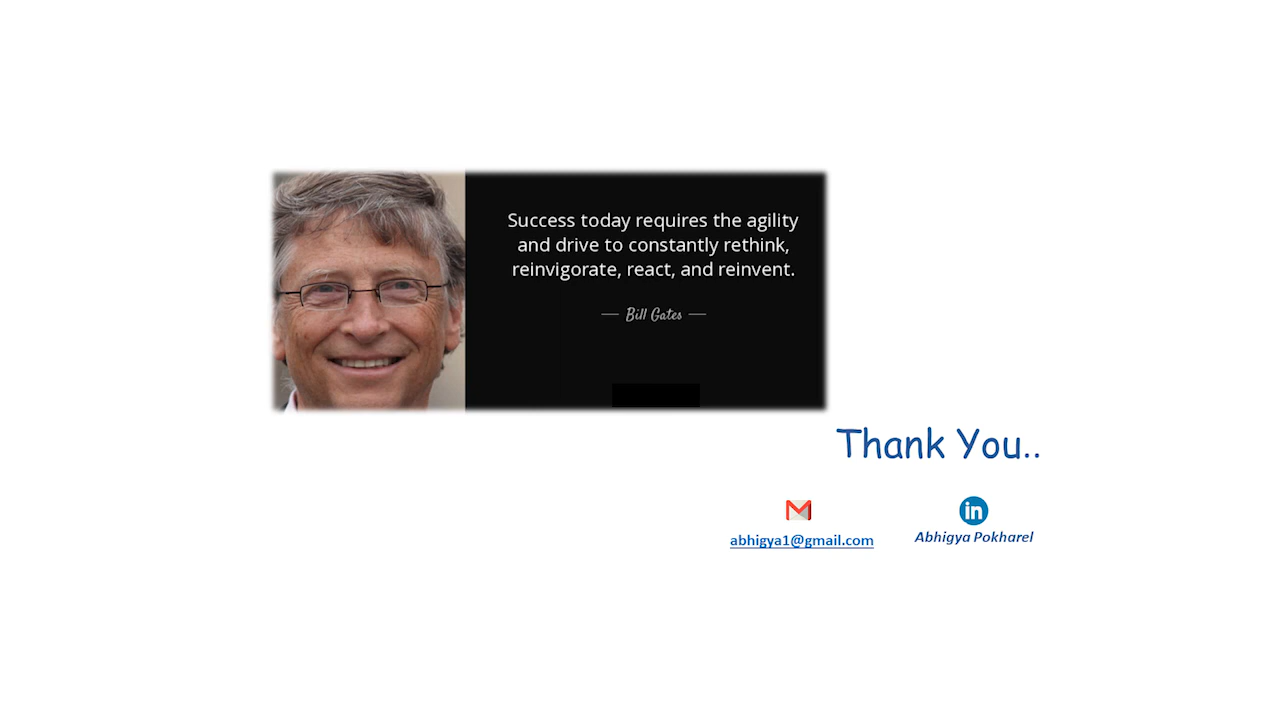 Success today requires the agility
and drive to constantly rethink,
reinvigorate, react, and reinvent.
Bill Gates
Thank You..
in
abhigya1@gmail.com
Abhigya Pokharel